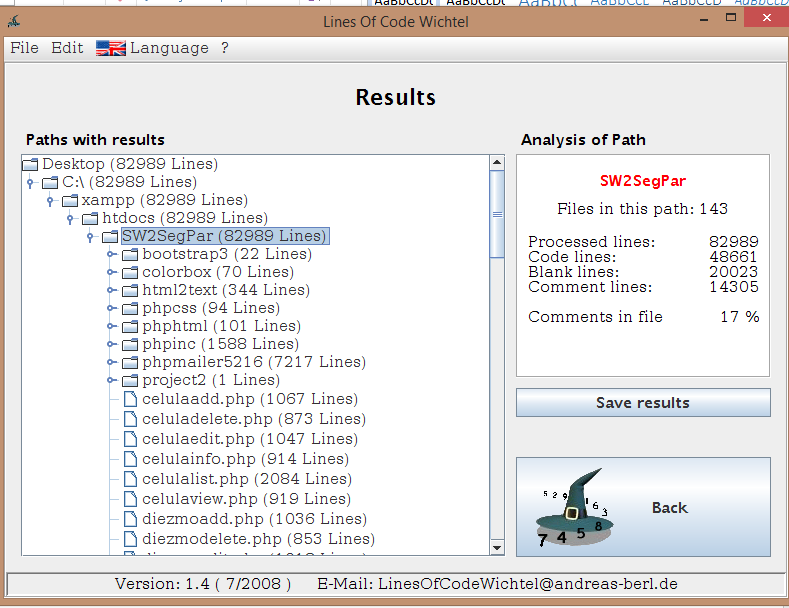 Lines Of Code Wichtel
File Edit Language ?
Results
Paths with results
Desktop (82989 Lines)
C:\ (82989 Lines)
xampp (82989 Lines)
htdocs (82989 Lines)
SW2SegPar (82989 Lines)
bootstrap3 (22 Lines)
colorbox (70 Lines)
html2text (344 Lines)
phpcss (94 Lines)
phphtml (101 Lines)
phpinc (1588 Lines)
phpmailer5216 (7217 Lines)
project2 (1 Lines)
celulaadd.php (1067 Lines)
celuladelete.php (873 Lines)
celulaedit.php (1047 Lines)
celulainfo.php (914 Lines)
celulalist.php (2084 Lines)
celulaview.php (919 Lines)
diezmoadd.php (1036 Lines)
diezmodelete.php (853 Lines)
Analysis of Path
SW2SegPar
Files in this path: 143
Processed lines: 82989
Code lines: 48661
Blank lines: 20023
Comment lines: 14305
Comments in file 17 %
Save results
5 2 9 1 6 3
7 4 5 8
Back
Version: 1.4 ( 7/2008 ) E-Mail: LinesOfCodeWichtel@andreas-berl.de